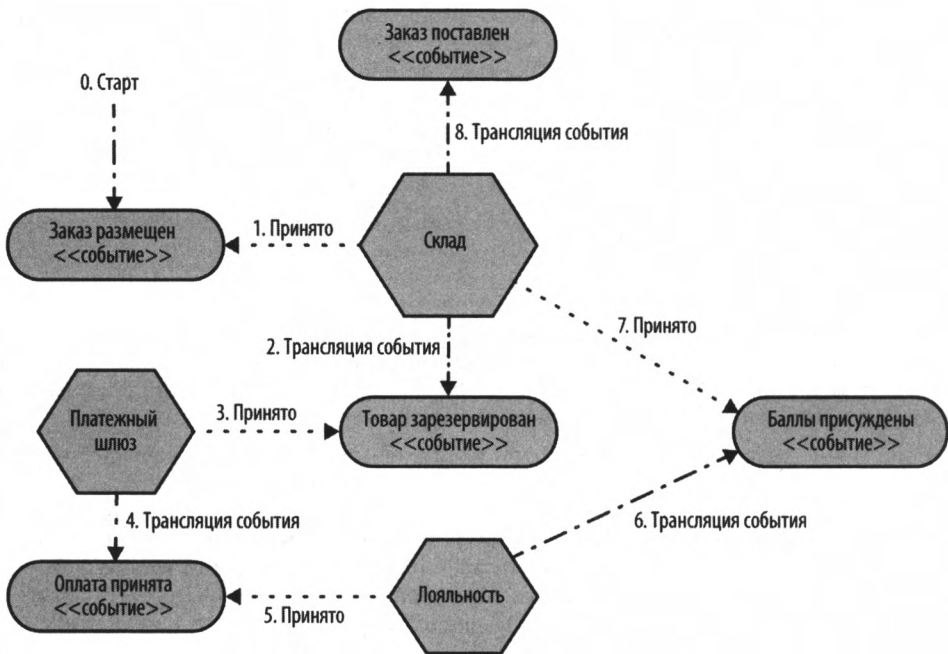 Заказ поставлен
<<событие>>
0. Старт
8. Трансляция события
Заказ размещен
<<событие>>
1. Принято
Склад
2. Трансляция события
7. Принято
Платежный
шлюз
3. Принято
Товар зарезервирован
<<событие>>
Баллы присуждены
<<событие>>
4. Трансляция события
6. Трансляция события
Оплата принята
<<событие>>
5. Принято
Лояльность